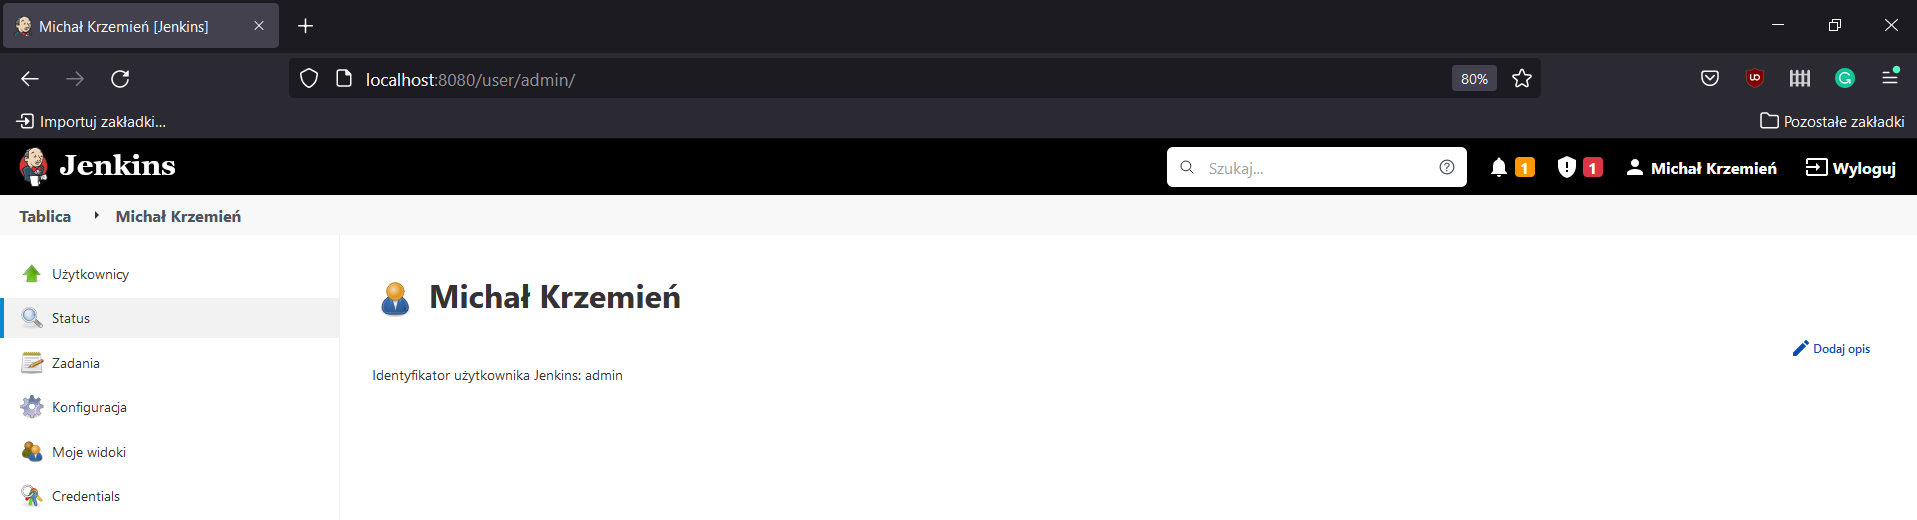 Michał Krzemień [Jenkins]
localhost:8080/user/admin/
80%
Importuj zakładki...
Pozostałe zakładki
Jenkins
Szukaj...
1
1
Michał Krzemień
Wyloguj
Tablica
Michał Krzemień
Użytkownicy
Status
Zadania
Konfiguracja
Moje widoki
Credentials
Michał Krzemień
Dodaj opis
Identyfikator użytkownika Jenkins: admin